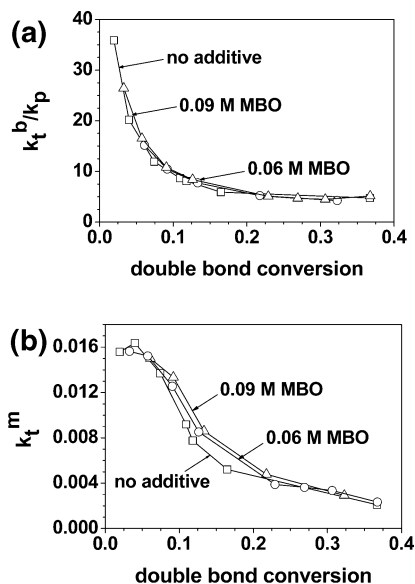 (a)
40
30
20
10
0
k_t^b/k_p
no additive
0.09 M MBO
0.06 M MBO
0.0 0.1 0.2 0.3 0.4
double bond conversion
(b)
0.016
0.012
0.008
0.004
0.000
k_t^m
0.09 M MBO
0.06 M MBO
no additive
0.0 0.1 0.2 0.3 0.4
double bond conversion